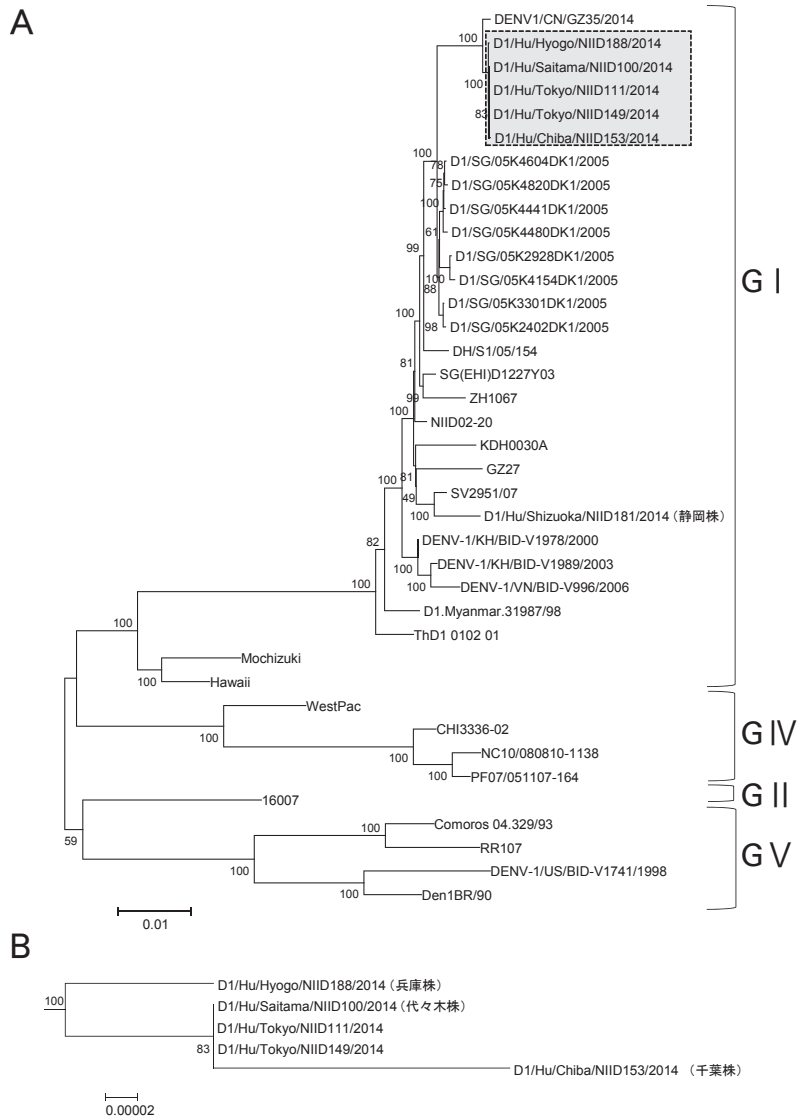 A
DENV1/CN/GZ35/2014
100
D1/Hu/Hyogo/NIID188/2014
D1/Hu/Saitama/NIID100/2014
100
D1/Hu/Tokyo/NIID111/2014
83
D1/Hu/Tokyo/NIID149/2014
D1/Hu/Chiba/NIID153/2014
100
78
D1/SG/05K4604DK1/2005
75
D1/SG/05K4820DK1/2005
100
D1/SG/05K4441DK1/2005
61
D1/SG/05K4480DK1/2005
99
D1/SG/05K2928DK1/2005
100
D1/SG/05K4154DK1/2005
88
D1/SG/05K3301DK1/2005
100
98
D1/SG/05K2402DK1/2005
DH/S1/05/154
81
SG(EHI)D1227Y03
99
ZH1067
100
NIID02-20
KDH0030A
81
GZ27
100
49
SV2951/07
100
D1/Hu/Shizuoka/NIID181/2014 (静岡株)
82
DENV-1/KH/BID-V1978/2000
DENV-1/KH/BID-V1989/2003
100
100
DENV-1/VN/BID-V996/2006
100
D1.Myanmar.31987/98
ThD1 0102 01
100
Mochizuki
100
Hawaii
G I
WestPac
100
CHI3336-02
100
NC10/080810-1138
100
PF07/051107-164
G IV
16007
G II
59
Comoros 04.329/93
100
RR107
100
DENV-1/US/BID-V1741/1998
100
Den1BR/90
G V
0.01
B
D1/Hu/Hyogo/NIID188/2014 (兵庫株)
100
D1/Hu/Saitama/NIID100/2014 (代々木株)
D1/Hu/Tokyo/NIID111/2014
83
D1/Hu/Tokyo/NIID149/2014
D1/Hu/Chiba/NIID153/2014 (千葉株)
0.00002